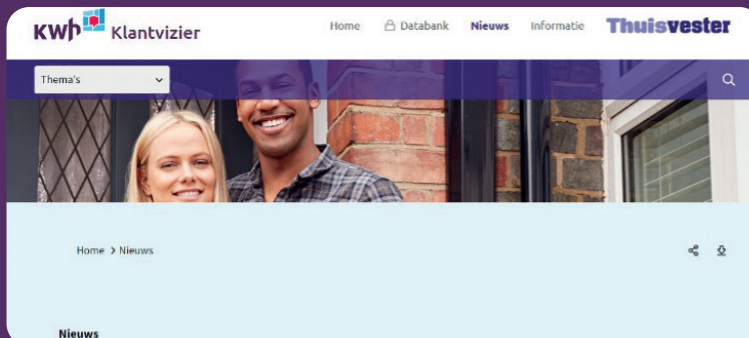 KWh Klantvizier
Home Databank Nieuws Informatie Thuisvester
Thema's
Home > Nieuws
Nieuws